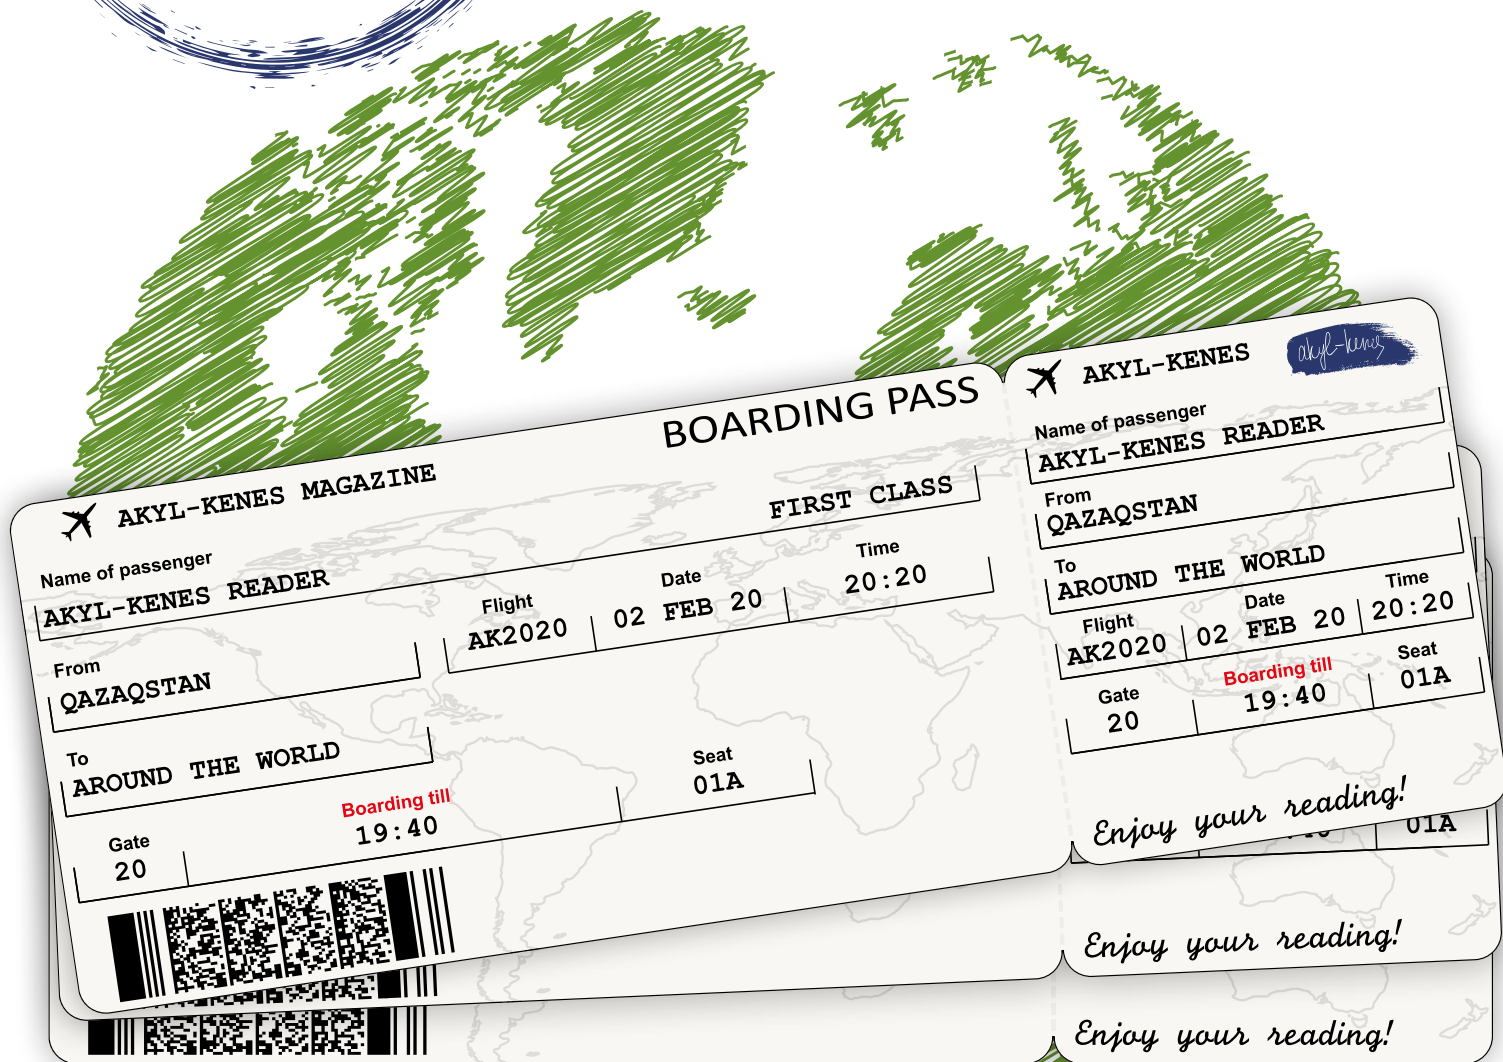 BOARDING PASS
AKYL-KENES MAGAZINE
FIRST CLASS
Name of passenger
AKYL-KENES READER
Flight Date Time
AK2020 02 FEB 20 20:20
From
QAZAQSTAN
To
AROUND THE WORLD
Gate Boarding till Seat
20 19:40 01A
AKYL-KENES
akyl-kenes
Name of passenger
AKYL-KENES READER
From
QAZAQSTAN
To
AROUND THE WORLD
Flight Date Time
AK2020 02 FEB 20 20:20
Gate Boarding till Seat
20 19:40 01A
Enjoy your reading!
01A
Enjoy your reading!
Enjoy your reading!